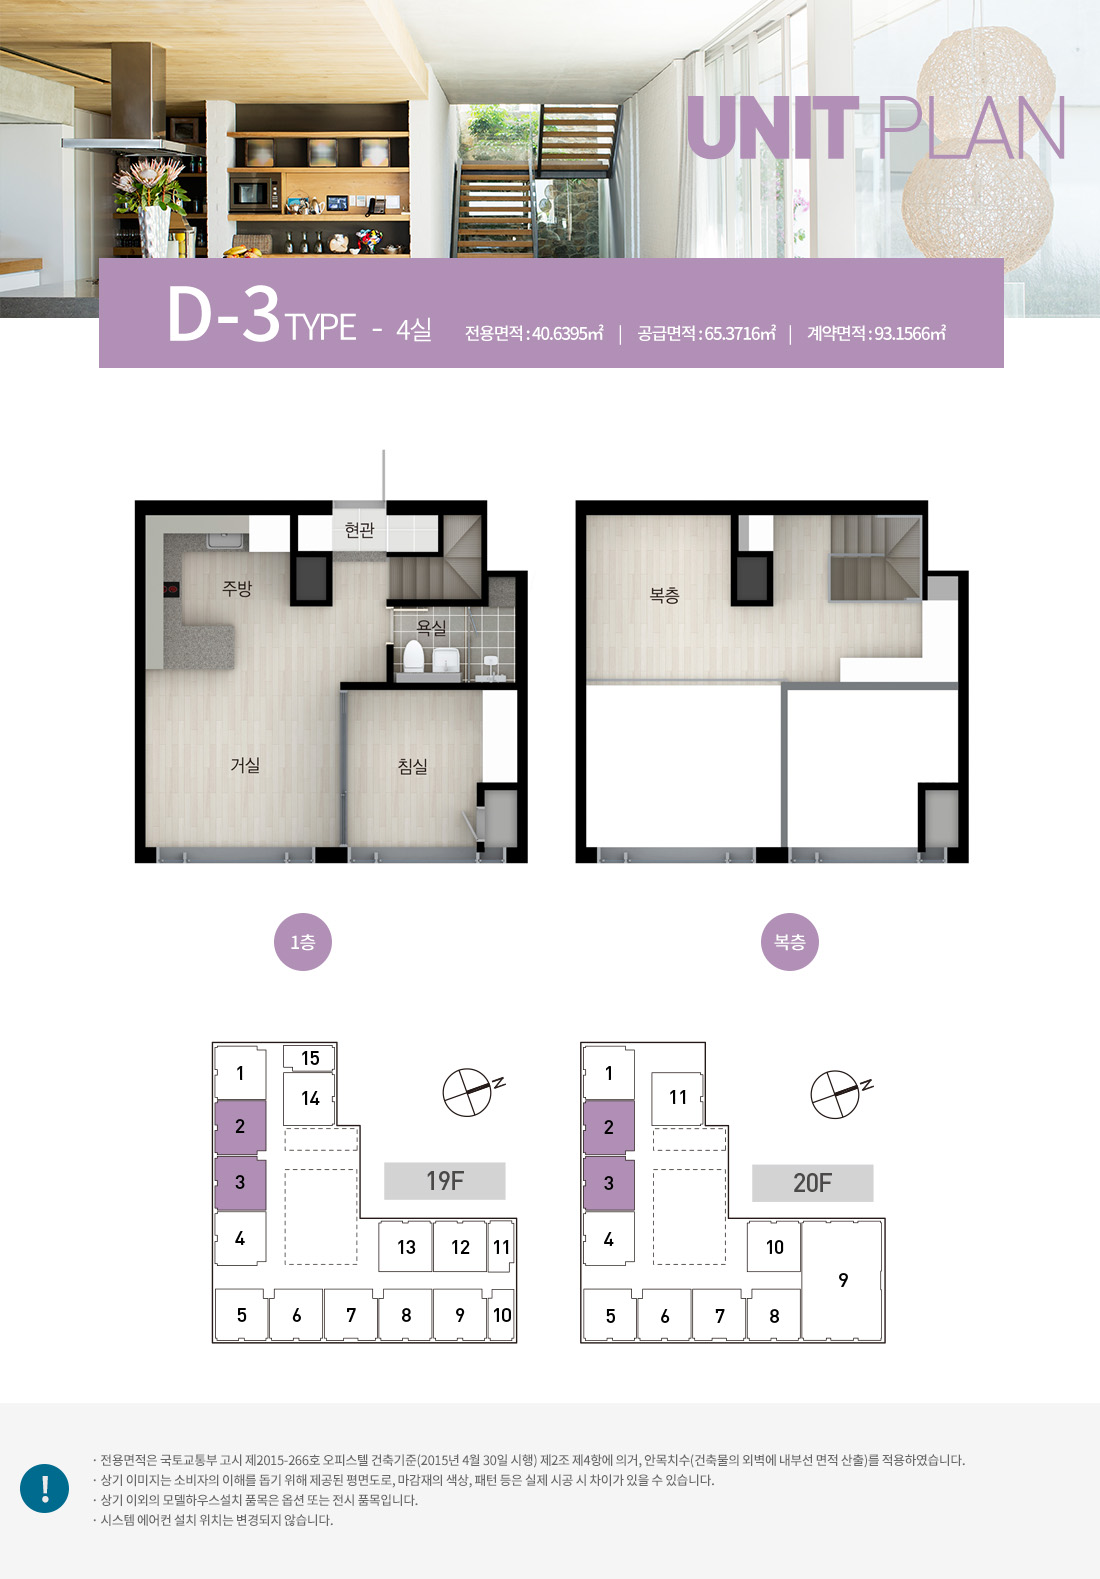 UNIT PLAN
D-3 TYPE - 4실 전용면적 : 40.6395㎡ | 공급면적 : 65.3716㎡ | 계약면적 : 93.1566㎡
현관
주방
욕실
거실
침실
복층
1층
복층
1
15
14
2
3
4
N
19F
13
12
11
5
6
7
8
9
10
1
11
2
3
4
N
20F
10
9
5
6
7
8
!
· 전용면적은 국토교통부 고시 제2015-266호 오피스텔 건축기준(2015년 4월 30일 시행) 제2조 제4항에 의거, 안목치수(건축물의 외벽에 내부선 면적 산출)를 적용하였습니다.
· 상기 이미지는 소비자의 이해를 돕기 위해 제공된 평면도로, 마감재의 색상, 패턴 등은 실제 시공 시 차이가 있을 수 있습니다.
· 상기 이외의 모델하우스설치 품목은 옵션 또는 전시 품목입니다.
· 시스템 에어컨 설치 위치는 변경되지 않습니다.